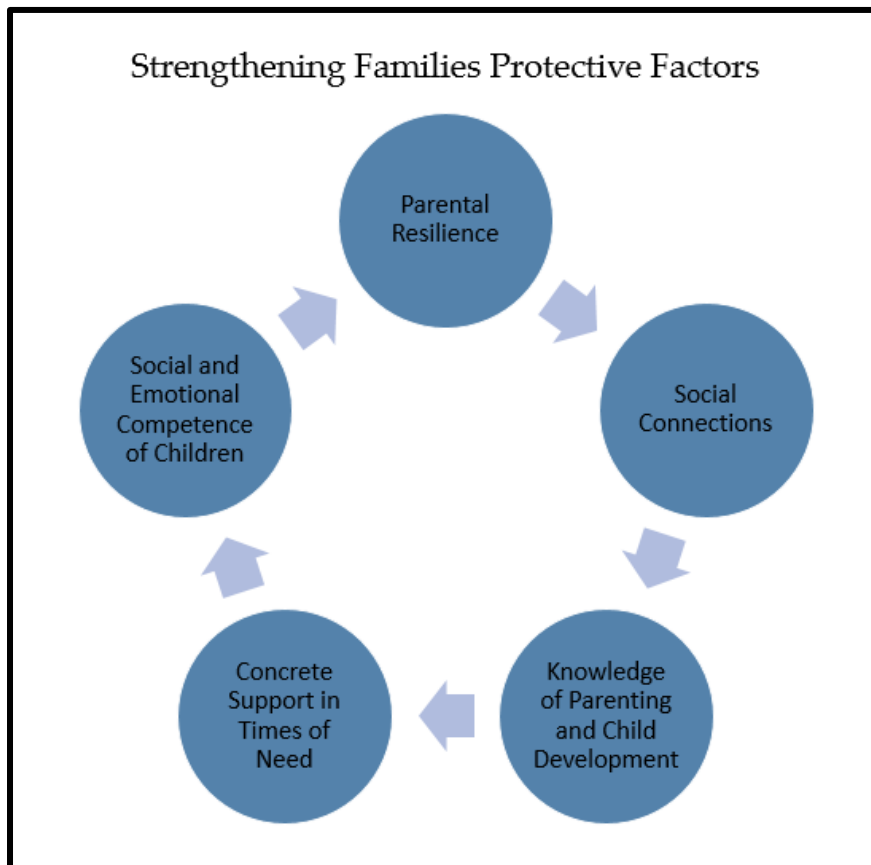 Strengthening Families Protective Factors
Parental
Resilience
Social
Connections
Knowledge
of Parenting
and Child
Development
Concrete
Support in
Times of
Need
Social and
Emotional
Competence
of Children